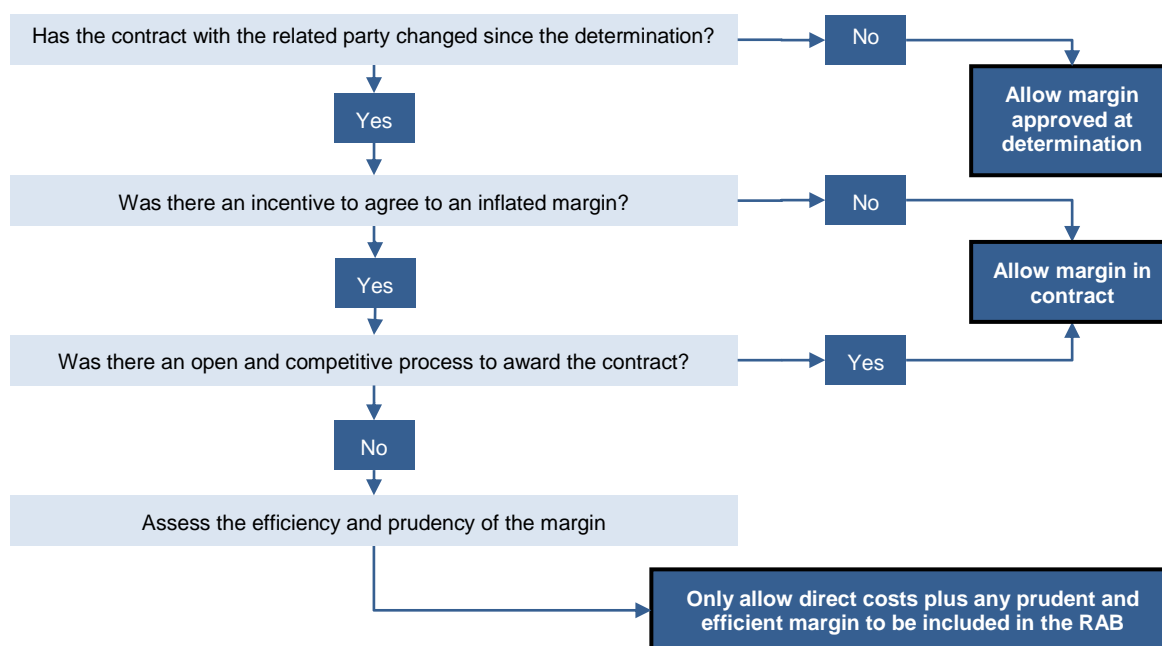 Has the contract with the related party changed since the determination?
No
Allow margin
approved at
determination
Yes
Was there an incentive to agree to an inflated margin?
No
Allow margin in
contract
Yes
Was there an open and competitive process to award the contract?
Yes
No
Assess the efficiency and prudency of the margin
Only allow direct costs plus any prudent and
efficient margin to be included in the RAB